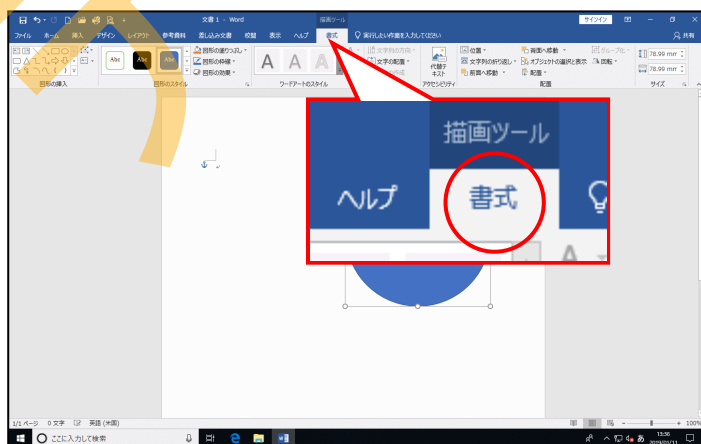 文書 1 - Word
描画ツール
サインイン
ファイル ホーム 挿入 デザイン レイアウト 参考資料 差し込み文書 校閲 表示 ヘルプ 書式 実行したい作業を入力してください 共有
図形の塗りつぶし
図形の枠線
図形の効果
Abc Abc Abc
A A A
文字列の方向
文字の配置
代替テキスト
位置
文字列の折り返し
前面へ移動
背面へ移動
オブジェクトの選択と表示
配置
グループ化
回転
78.99 mm
78.99 mm
図形の挿入 図形のスタイル ワードアートのスタイル アクセシビリティ 配置 サイズ
描画ツール
ヘルプ 書式
A
1/1 ページ 0 文字 英語 (米国) 100%
ここに入力して検索
あ
13:36
2019/03/11